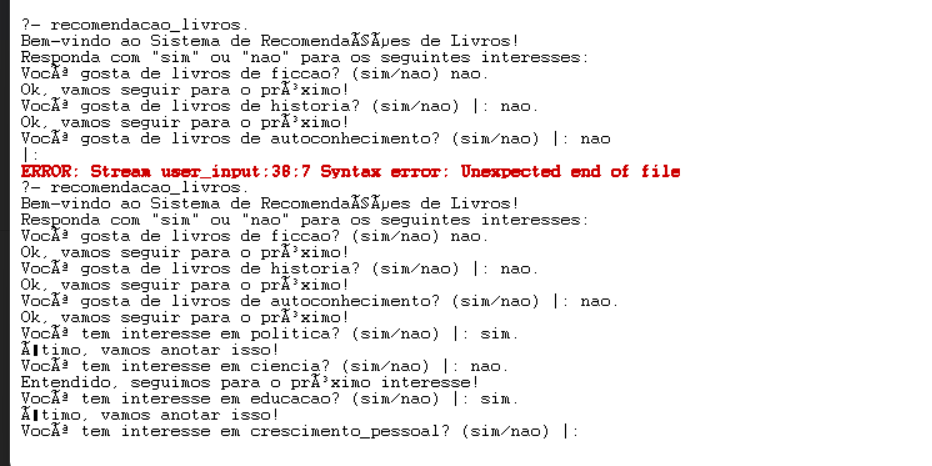 ?- recomendacao_livros.
Bem-vindo ao Sistema de RecomendaÃ§Ãµes de Livros!
Responda com "sim" ou "nao" para os seguintes interesses:
VocÃª gosta de livros de ficcao? (sim/nao) nao.
Ok, vamos seguir para o prÃ³ximo!
VocÃª gosta de livros de historia? (sim/nao) |: nao.
Ok, vamos seguir para o prÃ³ximo!
VocÃª gosta de livros de autoconhecimento? (sim/nao) |: nao
|:
ERROR: Stream user_input:38:7 Syntax error: Unexpected end of file
?- recomendacao_livros.
Bem-vindo ao Sistema de RecomendaÃ§Ãµes de Livros!
Responda com "sim" ou "nao" para os seguintes interesses:
VocÃª gosta de livros de ficcao? (sim/nao) nao.
Ok, vamos seguir para o prÃ³ximo!
VocÃª gosta de livros de historia? (sim/nao) |: nao.
Ok, vamos seguir para o prÃ³ximo!
VocÃª gosta de livros de autoconhecimento? (sim/nao) |: nao.
Ok, vamos seguir para o prÃ³ximo!
VocÃª tem interesse em politica? (sim/nao) |: sim.
Ã▮timo, vamos anotar isso!
VocÃª tem interesse em ciencia? (sim/nao) |: nao.
Entendido, seguimos para o prÃ³ximo interesse!
VocÃª tem interesse em educacao? (sim/nao) |: sim.
Ã▮timo, vamos anotar isso!
VocÃª tem interesse em crescimento_pessoal? (sim/nao) |: